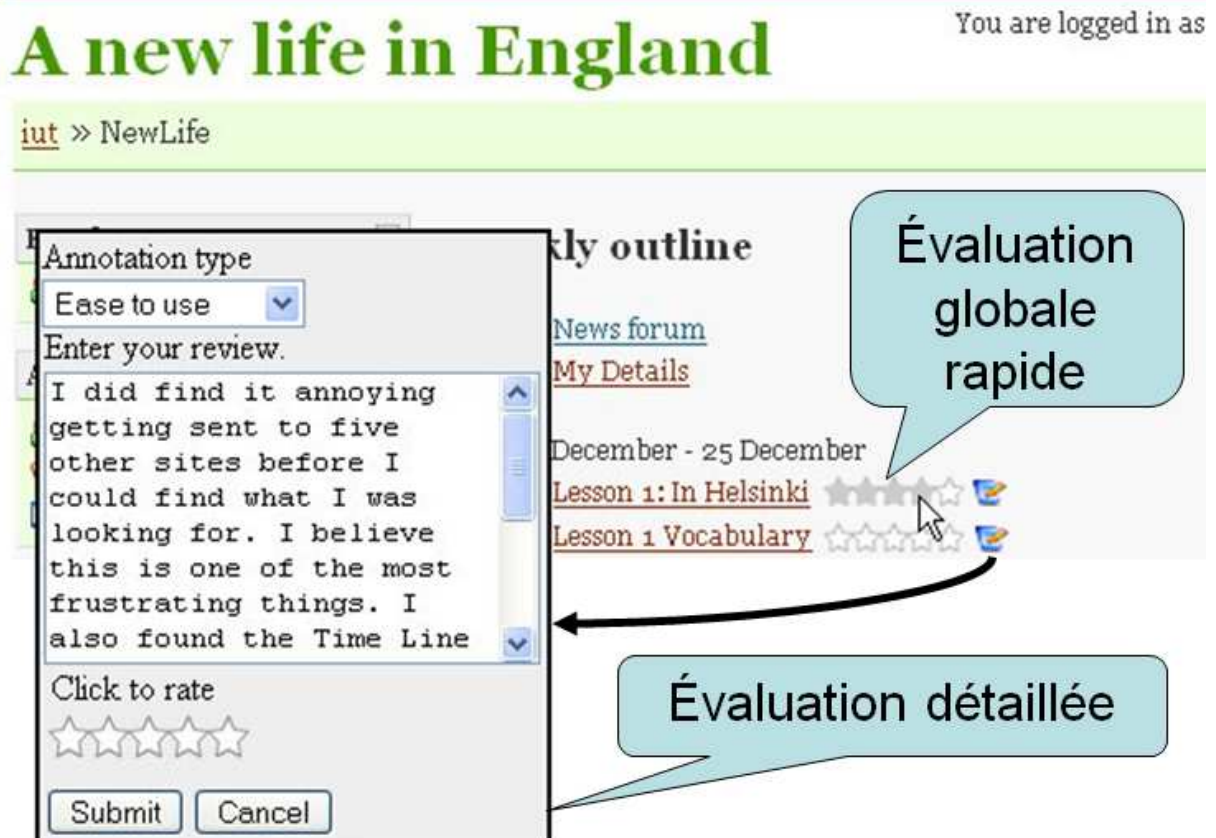 A new life in England
You are logged in as
iut » NewLife
Annotation type
Ease to use
Enter your review.
I did find it annoying
getting sent to five
other sites before I
could find what I was
looking for. I believe
this is one of the most
frustrating things. I
also found the Time Line
Click to rate
Submit Cancel
kly outline
News forum
My Details
December - 25 December
Lesson 1: In Helsinki
Lesson 1 Vocabulary
Évaluation
globale
rapide
Évaluation détaillée